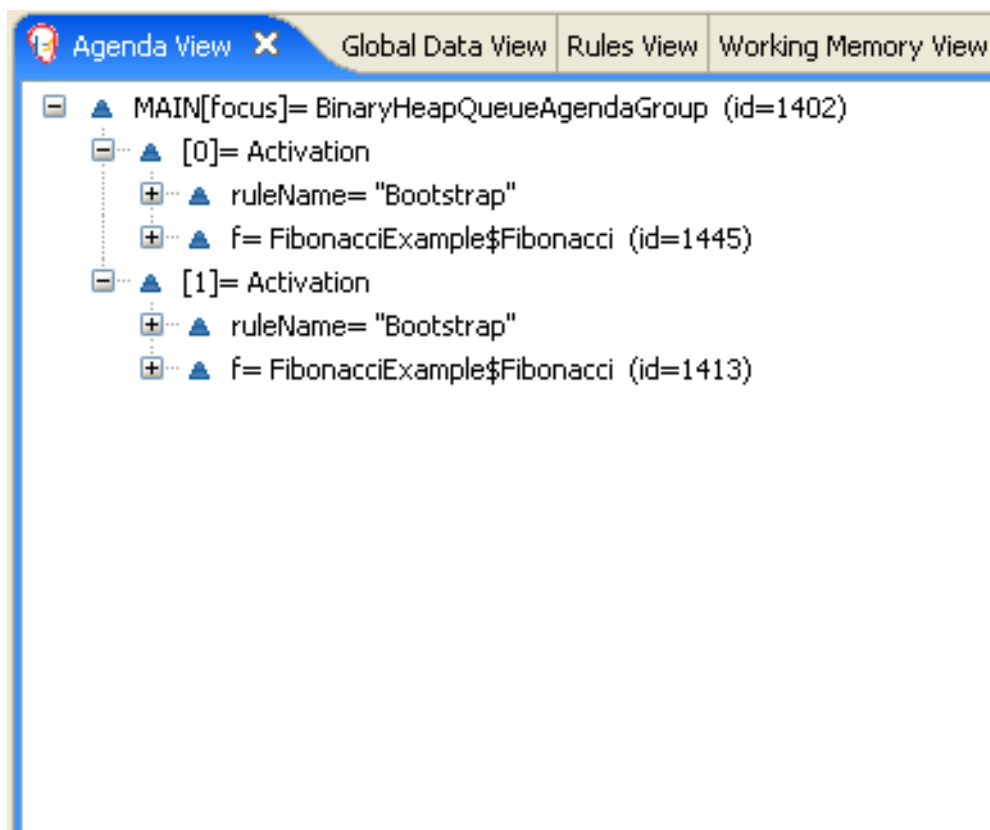 Agenda View Global Data View Rules View Working Memory View
MAIN[focus]= BinaryHeapQueueAgendaGroup (id=1402)
[0]= Activation
ruleName= "Bootstrap"
f= FibonacciExample$Fibonacci (id=1445)
[1]= Activation
ruleName= "Bootstrap"
f= FibonacciExample$Fibonacci (id=1413)